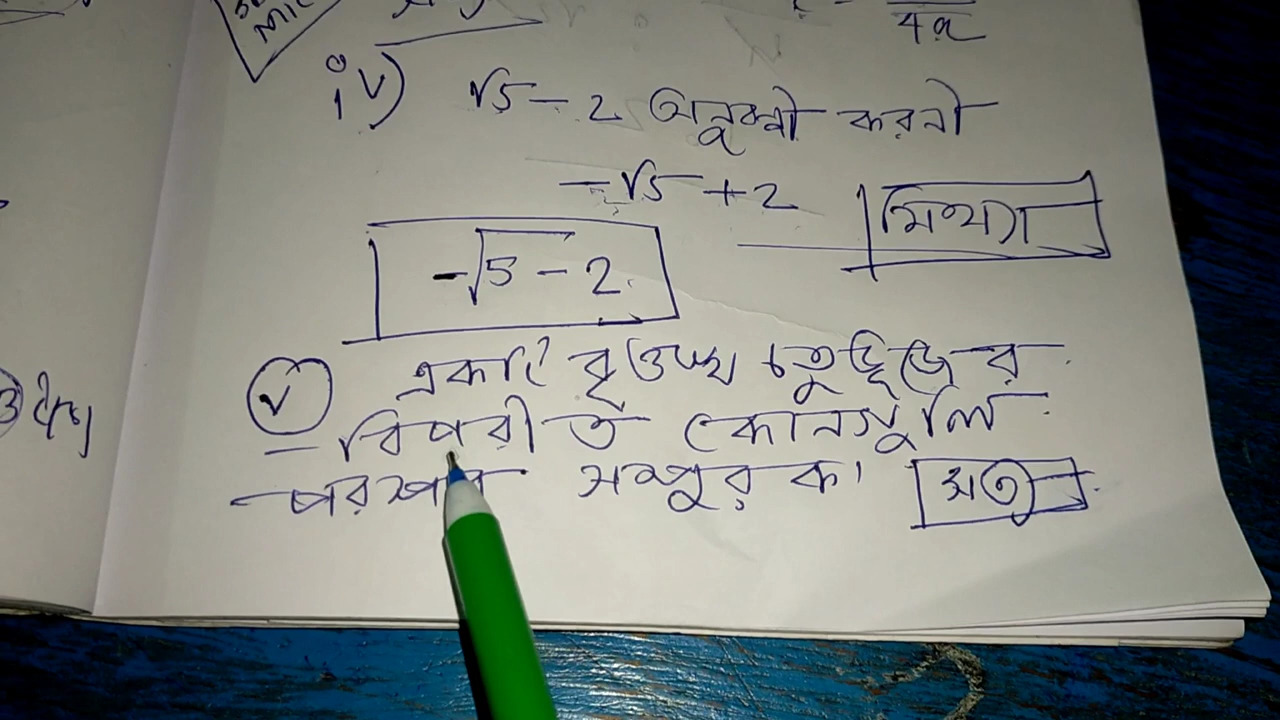 4a
iv) √5 - 2 অনুবন্ধী করনী
-√5 + 2 মিথ্যা
-√5 - 2.
v) একটি বৃত্তস্থ চতুর্ভুজের
বিপরীত কোনগুলি
পরস্পর সম্পুরক। সত্য